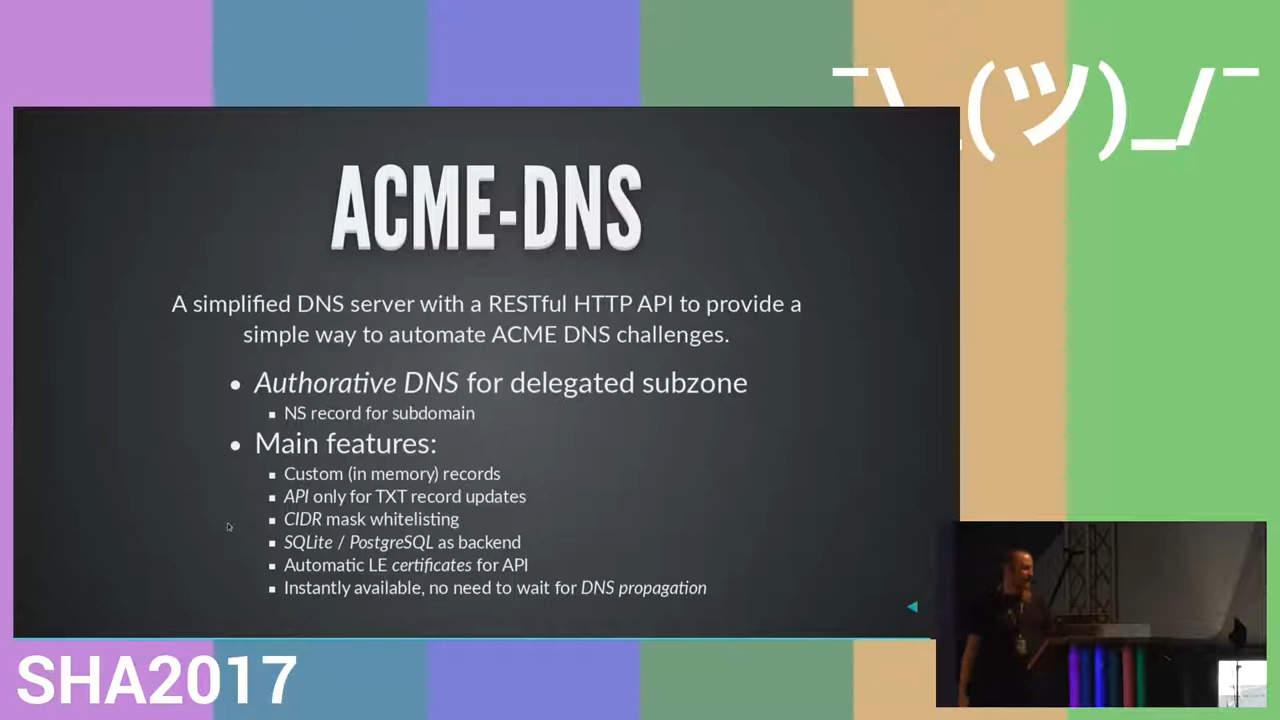 ¯\_(ツ)_/¯
ACME-DNS
A simplified DNS server with a RESTful HTTP API to provide a
simple way to automate ACME DNS challenges.
• Authorative DNS for delegated subzone
▪ NS record for subdomain
• Main features:
▪ Custom (in memory) records
▪ API only for TXT record updates
▪ CIDR mask whitelisting
▪ SQLite / PostgreSQL as backend
▪ Automatic LE certificates for API
▪ Instantly available, no need to wait for DNS propagation
SHA2017